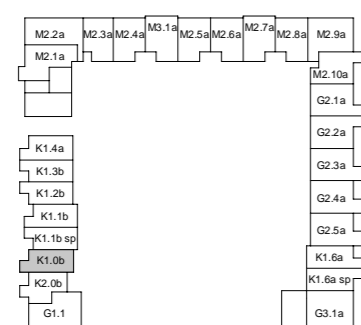 M2.2a
M2.3a
M2.4a
M3.1a
M2.5a
M2.6a
M2.7a
M2.8a
M2.9a
M2.1a
M2.10a
G2.1a
G2.2a
G2.3a
G2.4a
G2.5a
K1.4a
K1.3b
K1.2b
K1.1b
K1.1b sp
K1.0b
K2.0b
G1.1
K1.6a
K1.6a sp
G3.1a